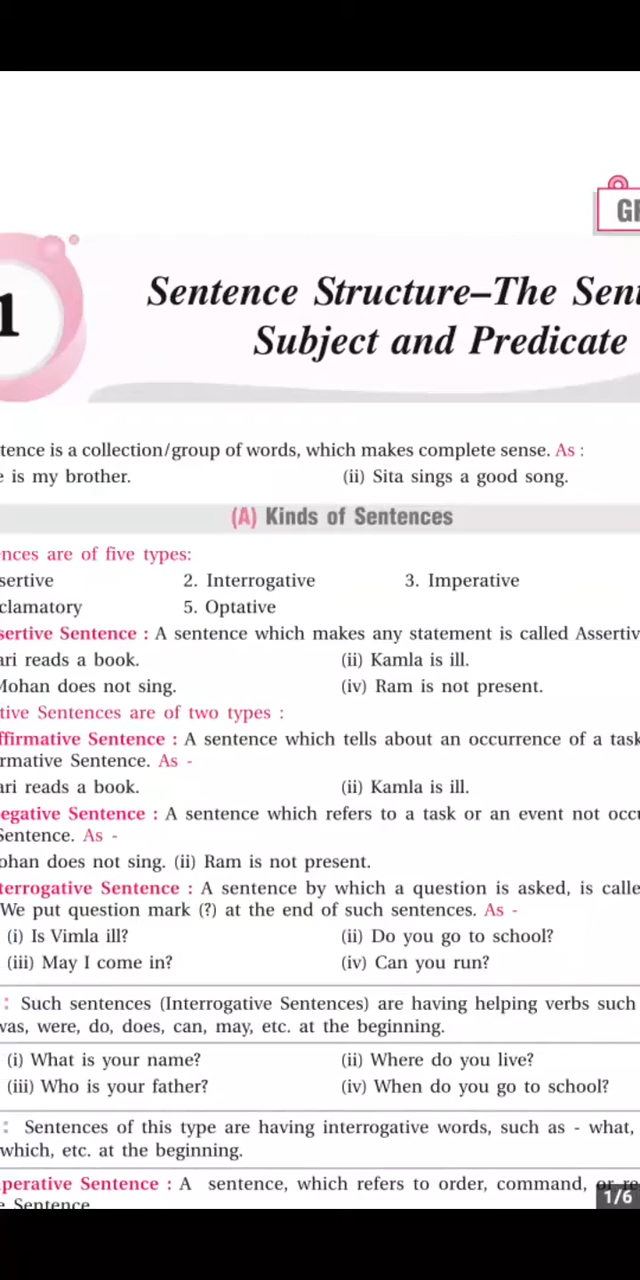 GR
1
Sentence Structure–The Sent
Subject and Predicate
tence is a collection/group of words, which makes complete sense. As :
e is my brother. (ii) Sita sings a good song.
(A) Kinds of Sentences
nces are of five types:
sertive 2. Interrogative 3. Imperative
clamatory 5. Optative
sertive Sentence : A sentence which makes any statement is called Assertiv
ari reads a book. (ii) Kamla is ill.
Mohan does not sing. (iv) Ram is not present.
tive Sentences are of two types :
ffirmative Sentence : A sentence which tells about an occurrence of a task
rmative Sentence. As -
ari reads a book. (ii) Kamla is ill.
egative Sentence : A sentence which refers to a task or an event not occu
Sentence. As -
ohan does not sing. (ii) Ram is not present.
terrogative Sentence : A sentence by which a question is asked, is calle
We put question mark (?) at the end of such sentences. As -
(i) Is Vimla ill? (ii) Do you go to school?
(iii) May I come in? (iv) Can you run?
: Such sentences (Interrogative Sentences) are having helping verbs such
was, were, do, does, can, may, etc. at the beginning.
(i) What is your name? (ii) Where do you live?
(iii) Who is your father? (iv) When do you go to school?
: Sentences of this type are having interrogative words, such as - what,
which, etc. at the beginning.
perative Sentence : A sentence, which refers to order, command, or re
e Sentence
1/6